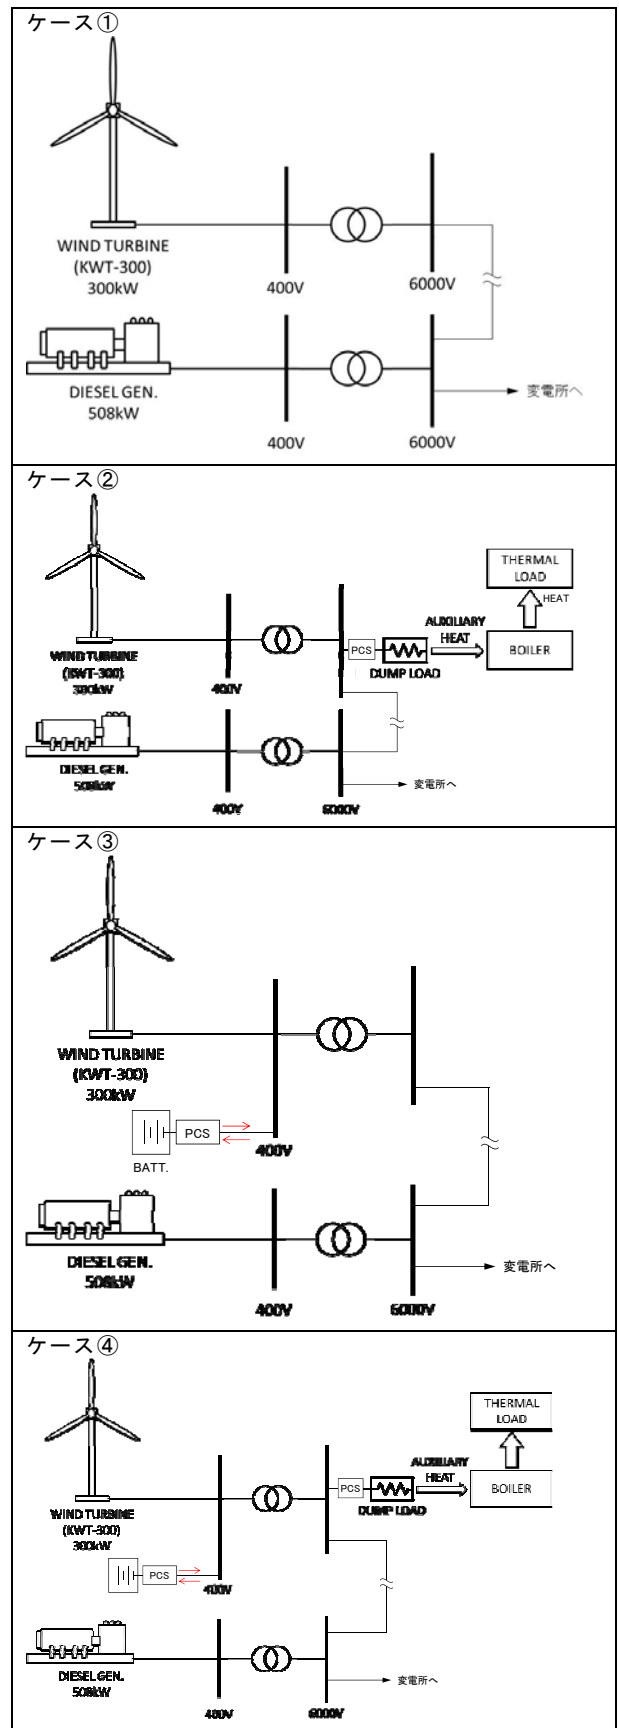 ケース①
WIND TURBINE
(KWT-300)
300kW
400V
6000V
DIESEL GEN.
508kW
400V
6000V
変電所へ
ケース②
THERMAL
LOAD
HEAT
AUXILIARY
HEAT
BOILER
PCS
DUMP LOAD
WIND TURBINE
(KWT-300)
300kW
400V
DIESEL GEN.
508kW
400V
6000V
変電所へ
ケース③
WIND TURBINE
(KWT-300)
300kW
PCS
BATT.
400V
DIESEL GEN.
508kW
400V
6000V
変電所へ
ケース④
THERMAL
LOAD
AUXILIARY
HEAT
BOILER
PCS
DUMP LOAD
WIND TURBINE
(KWT-300)
300kW
PCS
400V
DIESEL GEN.
508kW
400V
6000V
変電所へ